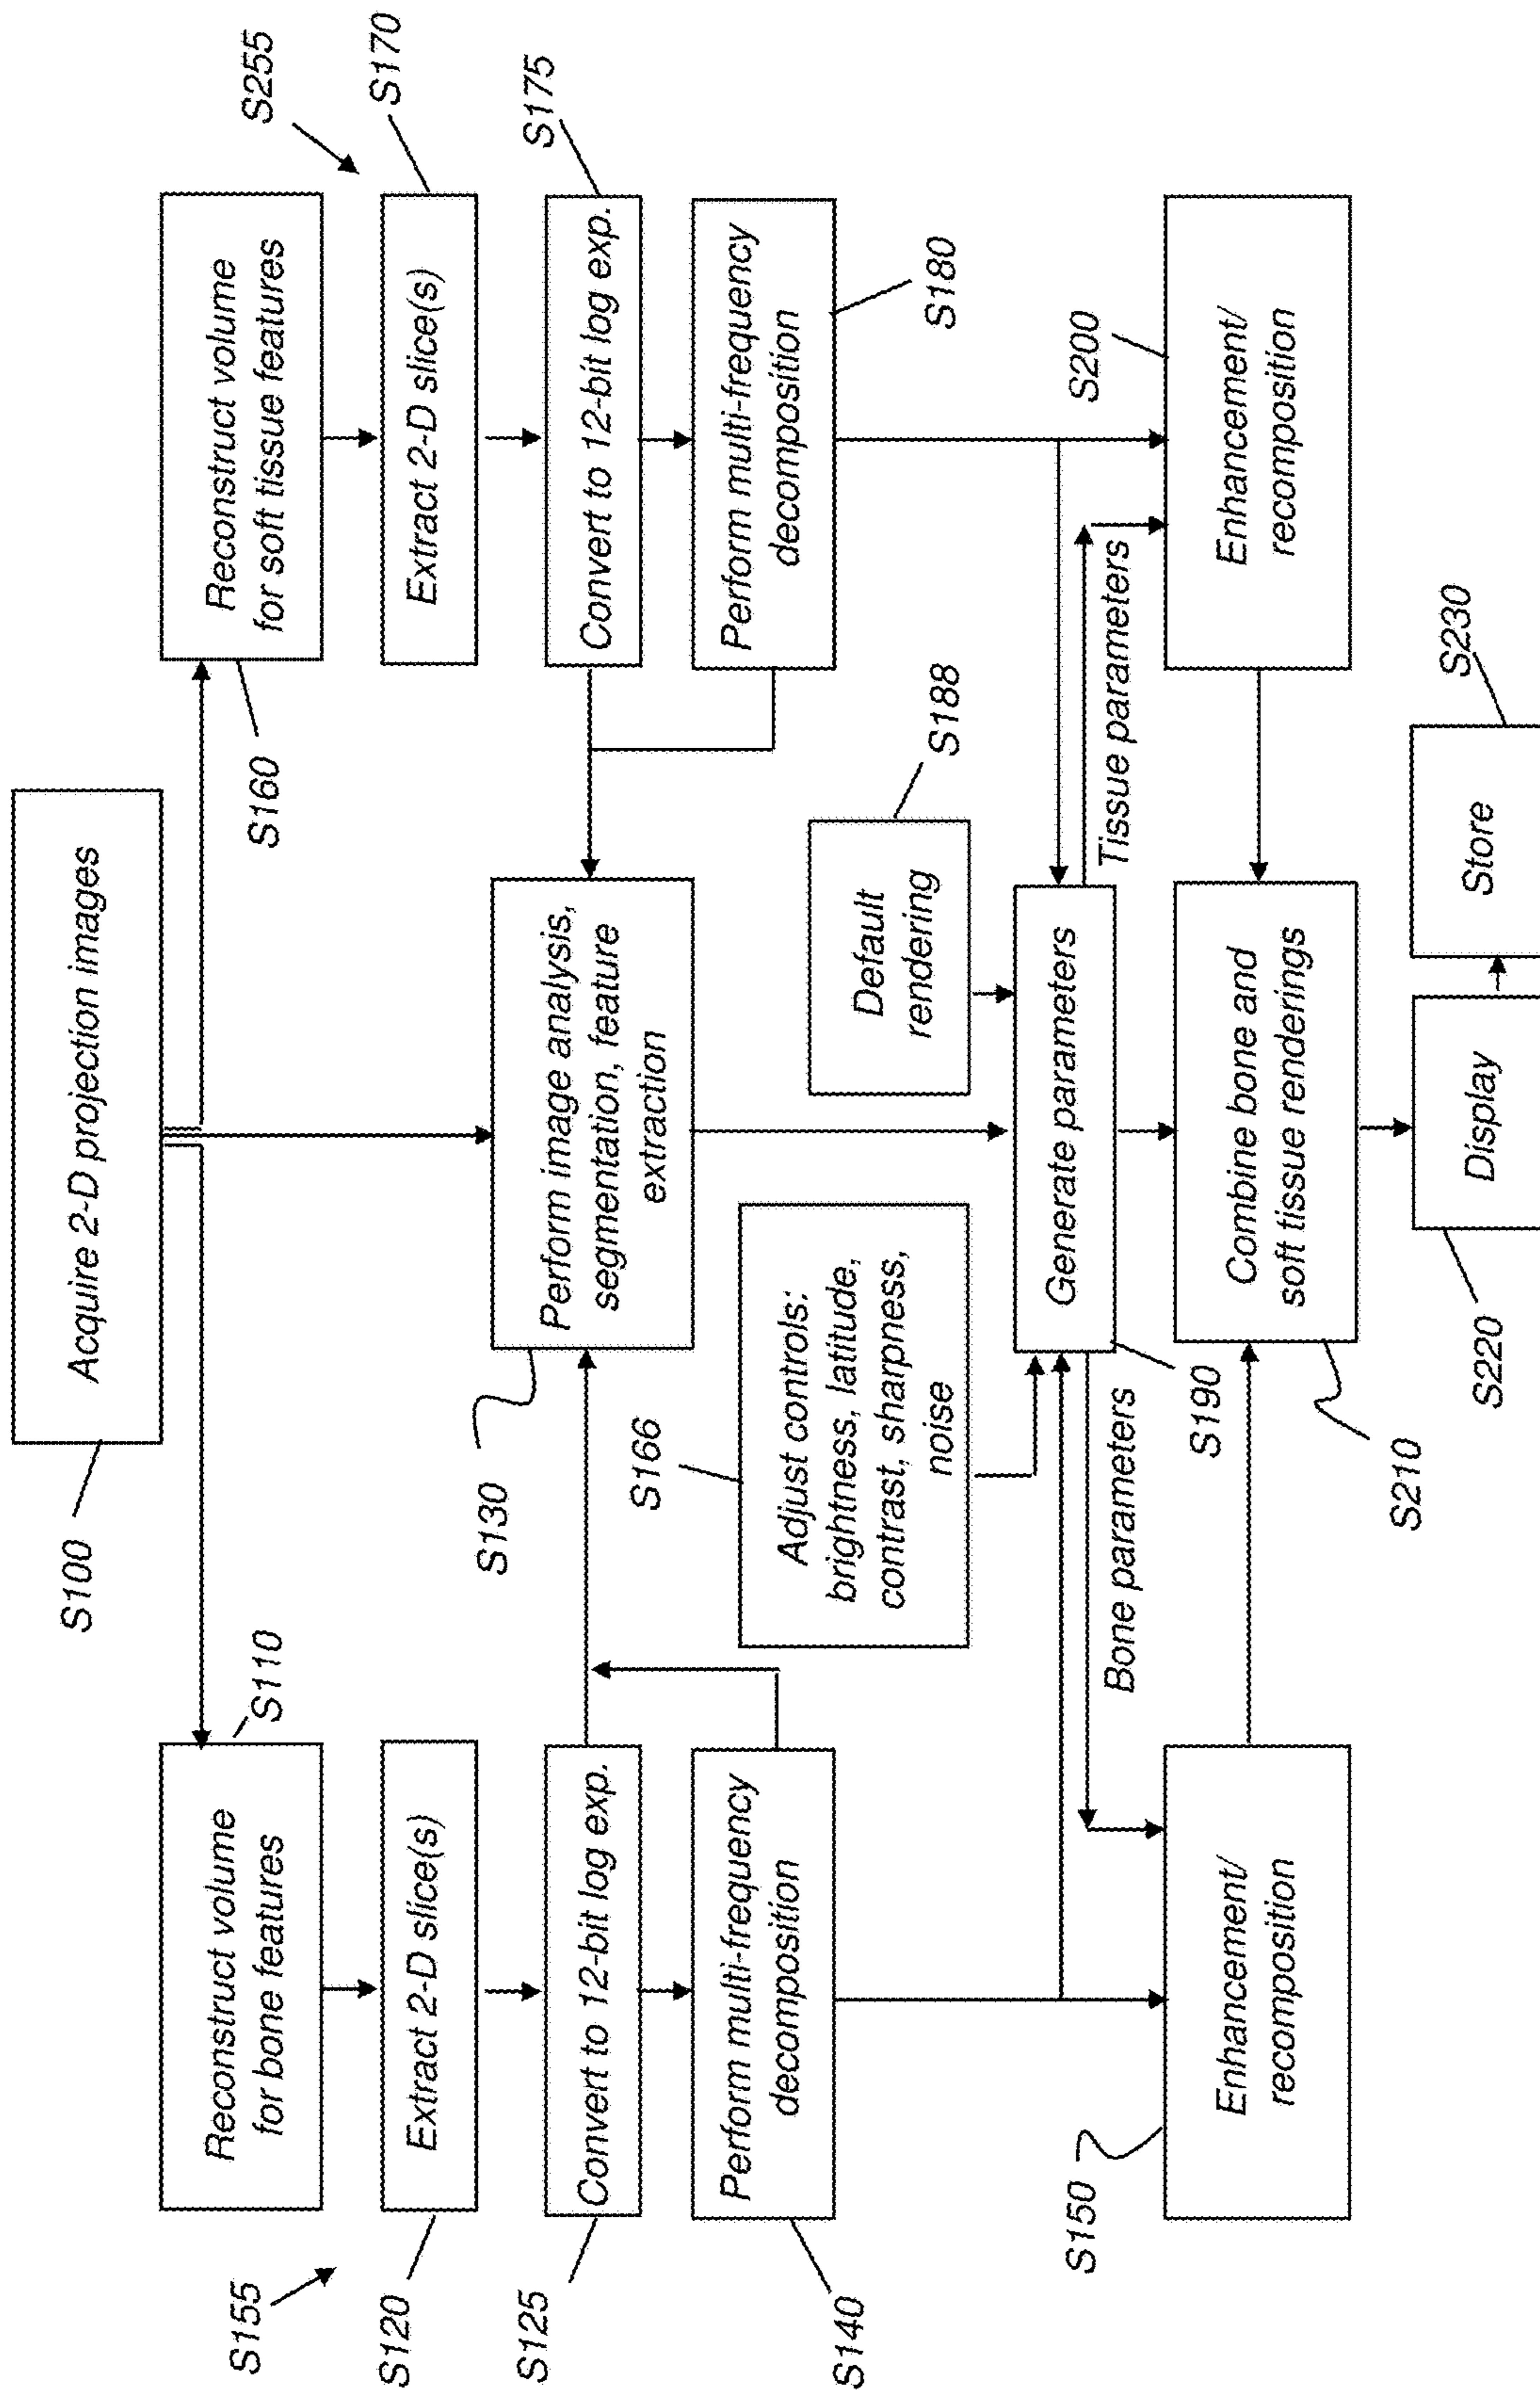 S100
Acquire 2-D projection images
S155
S110
Reconstruct volume
for bone features
S160
Reconstruct volume
for soft tissue features
S255
S120
Extract 2-D slice(s)
Extract 2-D slice(s)
S170
S125
Convert to 12-bit log exp.
S130
Perform image analysis,
segmentation, feature
extraction
Convert to 12-bit log exp.
S175
S140
Perform multi-frequency
decomposition
S166
Adjust controls:
brightness, latitude,
contrast, sharpness,
noise
Default
rendering
S188
Perform multi-frequency
decomposition
S180
Bone parameters
Generate parameters
S190
Tissue parameters
S150
Enhancement/
recomposition
S210
Combine bone and
soft tissue renderings
S200
Enhancement/
recomposition
S220
Display
Store
S230